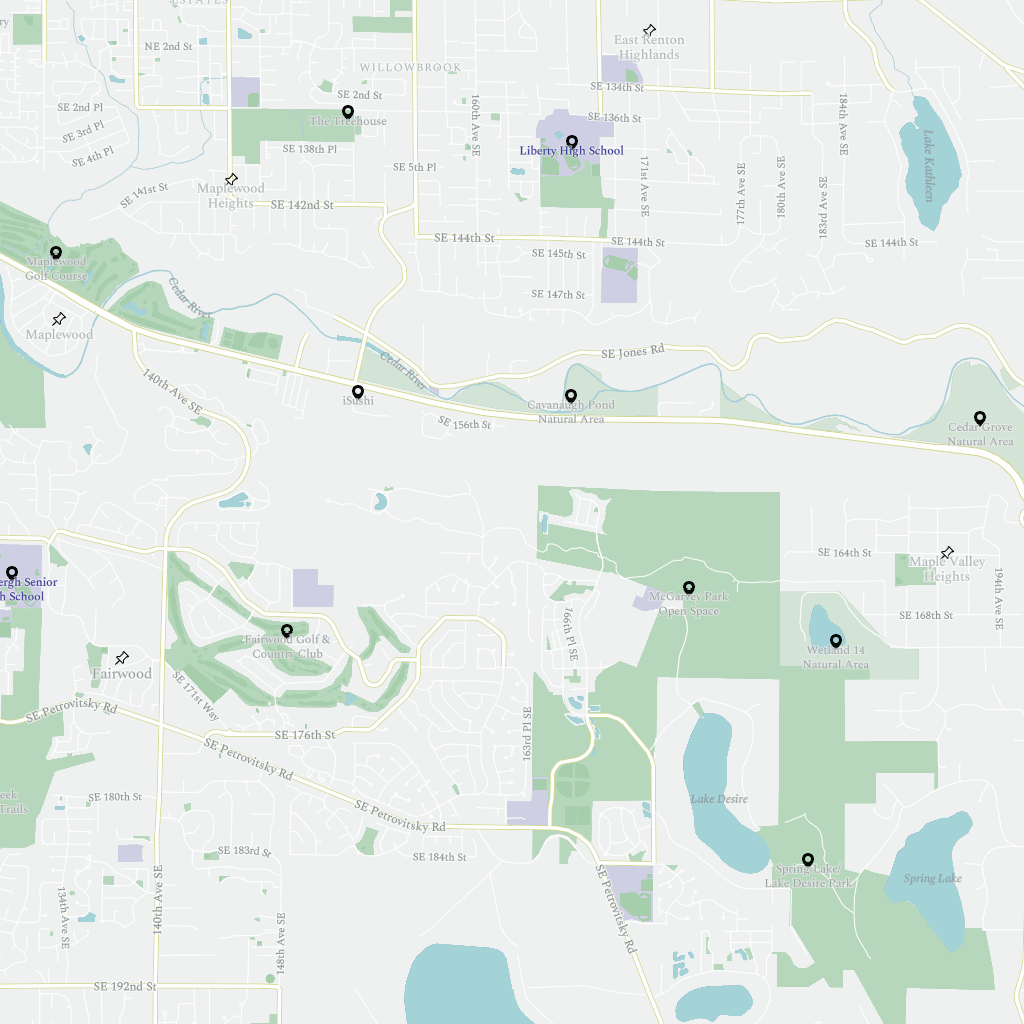 ESTATES
NE 2nd St
East Renton
Highlands
WILLOWBROOK
SE 134th St
SE 2nd St
SE 2nd Pl
160th Ave SE
184th Ave SE
The Treehouse
SE 136th St
SE 3rd Pl
Liberty High School
SE 138th Pl
SE 4th Pl
Lake Kathleen
SE 5th Pl
171st Ave SE
177th Ave SE
180th Ave SE
183rd Ave SE
SE 141st St
Maplewood
Heights
SE 142nd St
SE 144th St
SE 144th St
SE 144th St
SE 145th St
Maplewood
Golf Course
Cedar River
SE 147th St
Maplewood
SE Jones Rd
Cedar River
140th Ave SE
iSushi
Cavanaugh Pond
Natural Area
SE 156th St
Cedar Grove
Natural Area
SE 164th St
Maple Valley
Heights
194th Ave SE
ergh Senior
h School
McGarvey Park
Open Space
SE 168th St
166th Pl SE
Fairwood Golf &
Country Club
Wetland 14
Natural Area
Fairwood
SE 171st Way
SE Petrovitsky Rd
163rd Pl SE
SE 176th St
SE Petrovitsky Rd
eek
Trails
SE 180th St
Lake Desire
SE Petrovitsky Rd
SE 183rd St
SE 184th St
Spring Lake/
Lake Desire Park
Spring Lake
140th Ave SE
134th Ave SE
SE Petrovitsky Rd
148th Ave SE
SE 192nd St